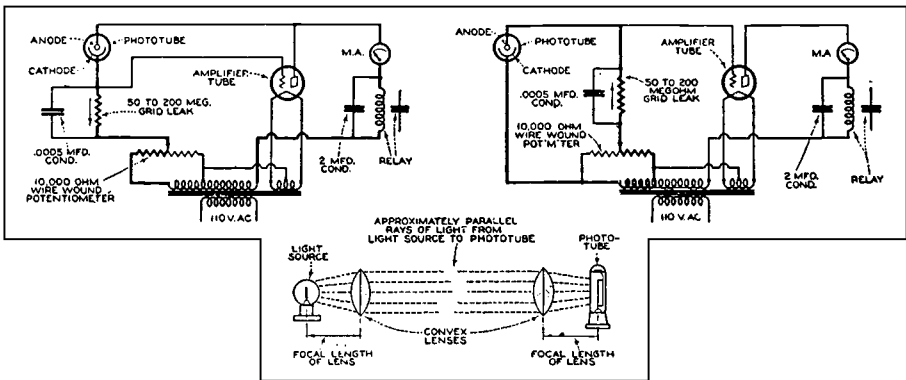 ANODE
PHOTOTUBE
CATHODE
AMPLIFIER
TUBE
M.A.
50 TO 200 MEG.
GRID LEAK
.0005 MFD.
COND.
10,000 OHM
WIRE WOUND
POTENTIOMETER
2 MFD.
COND.
RELAY
110 V. AC
ANODE
PHOTOTUBE
CATHODE
AMPLIFIER
TUBE
M.A
.0005 MFD.
COND.
50 TO 200
MEGOHM
GRID LEAK
10,000 OHM
WIRE WOUND
POT'METER
2 MFD.
COND.
RELAY
110 V. AC
APPROXIMATELY PARALLEL
RAYS OF LIGHT FROM
LIGHT SOURCE TO PHOTOTUBE
LIGHT
SOURCE
PHOTO-
TUBE
CONVEX
LENSES
FOCAL LENGTH
OF LENS
FOCAL LENGTH
OF LENS